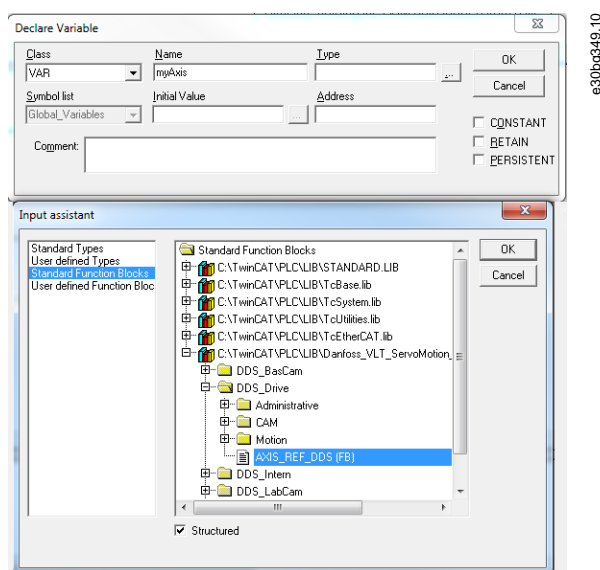 Declare Variable
Class
Name
Type
VAR
myAxis
...
OK
Cancel
Symbol list
Initial Value
Address
Global_Variables
...
CONSTANT
RETAIN
PERSISTENT
Comment:
Input assistant
Standard Types
User defined Types
Standard Function Blocks
User defined Function Bloc
Standard Function Blocks
C:\TwinCAT\PLC\LIB\STANDARD.LIB
C:\TwinCAT\PLC\LIB\TcBase.lib
C:\TwinCAT\PLC\LIB\TcSystem.lib
C:\TwinCAT\PLC\LIB\TcUtilities.lib
C:\TwinCAT\PLC\LIB\TcEtherCAT.lib
C:\TwinCAT\PLC\LIB\Danfoss_VLT_ServoMotion_
DDS_BasCam
DDS_Drive
Administrative
CAM
Motion
AXIS_REF_DDS (FB)
DDS_Intern
DDS_LabCam
OK
Cancel
Structured
e30bg349.10